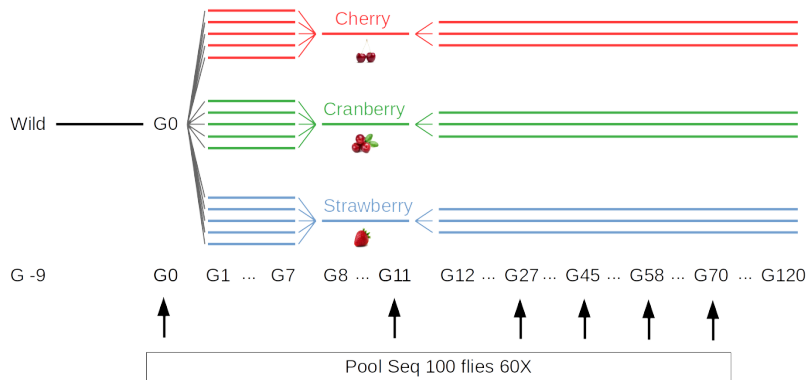 Cherry
Wild G0 Cranberry
Strawberry
G -9 G0 G1 ... G7 G8 ... G11 G12 ... G27... G45 ... G58 ... G70 ... G120
Pool Seq 100 flies 60X